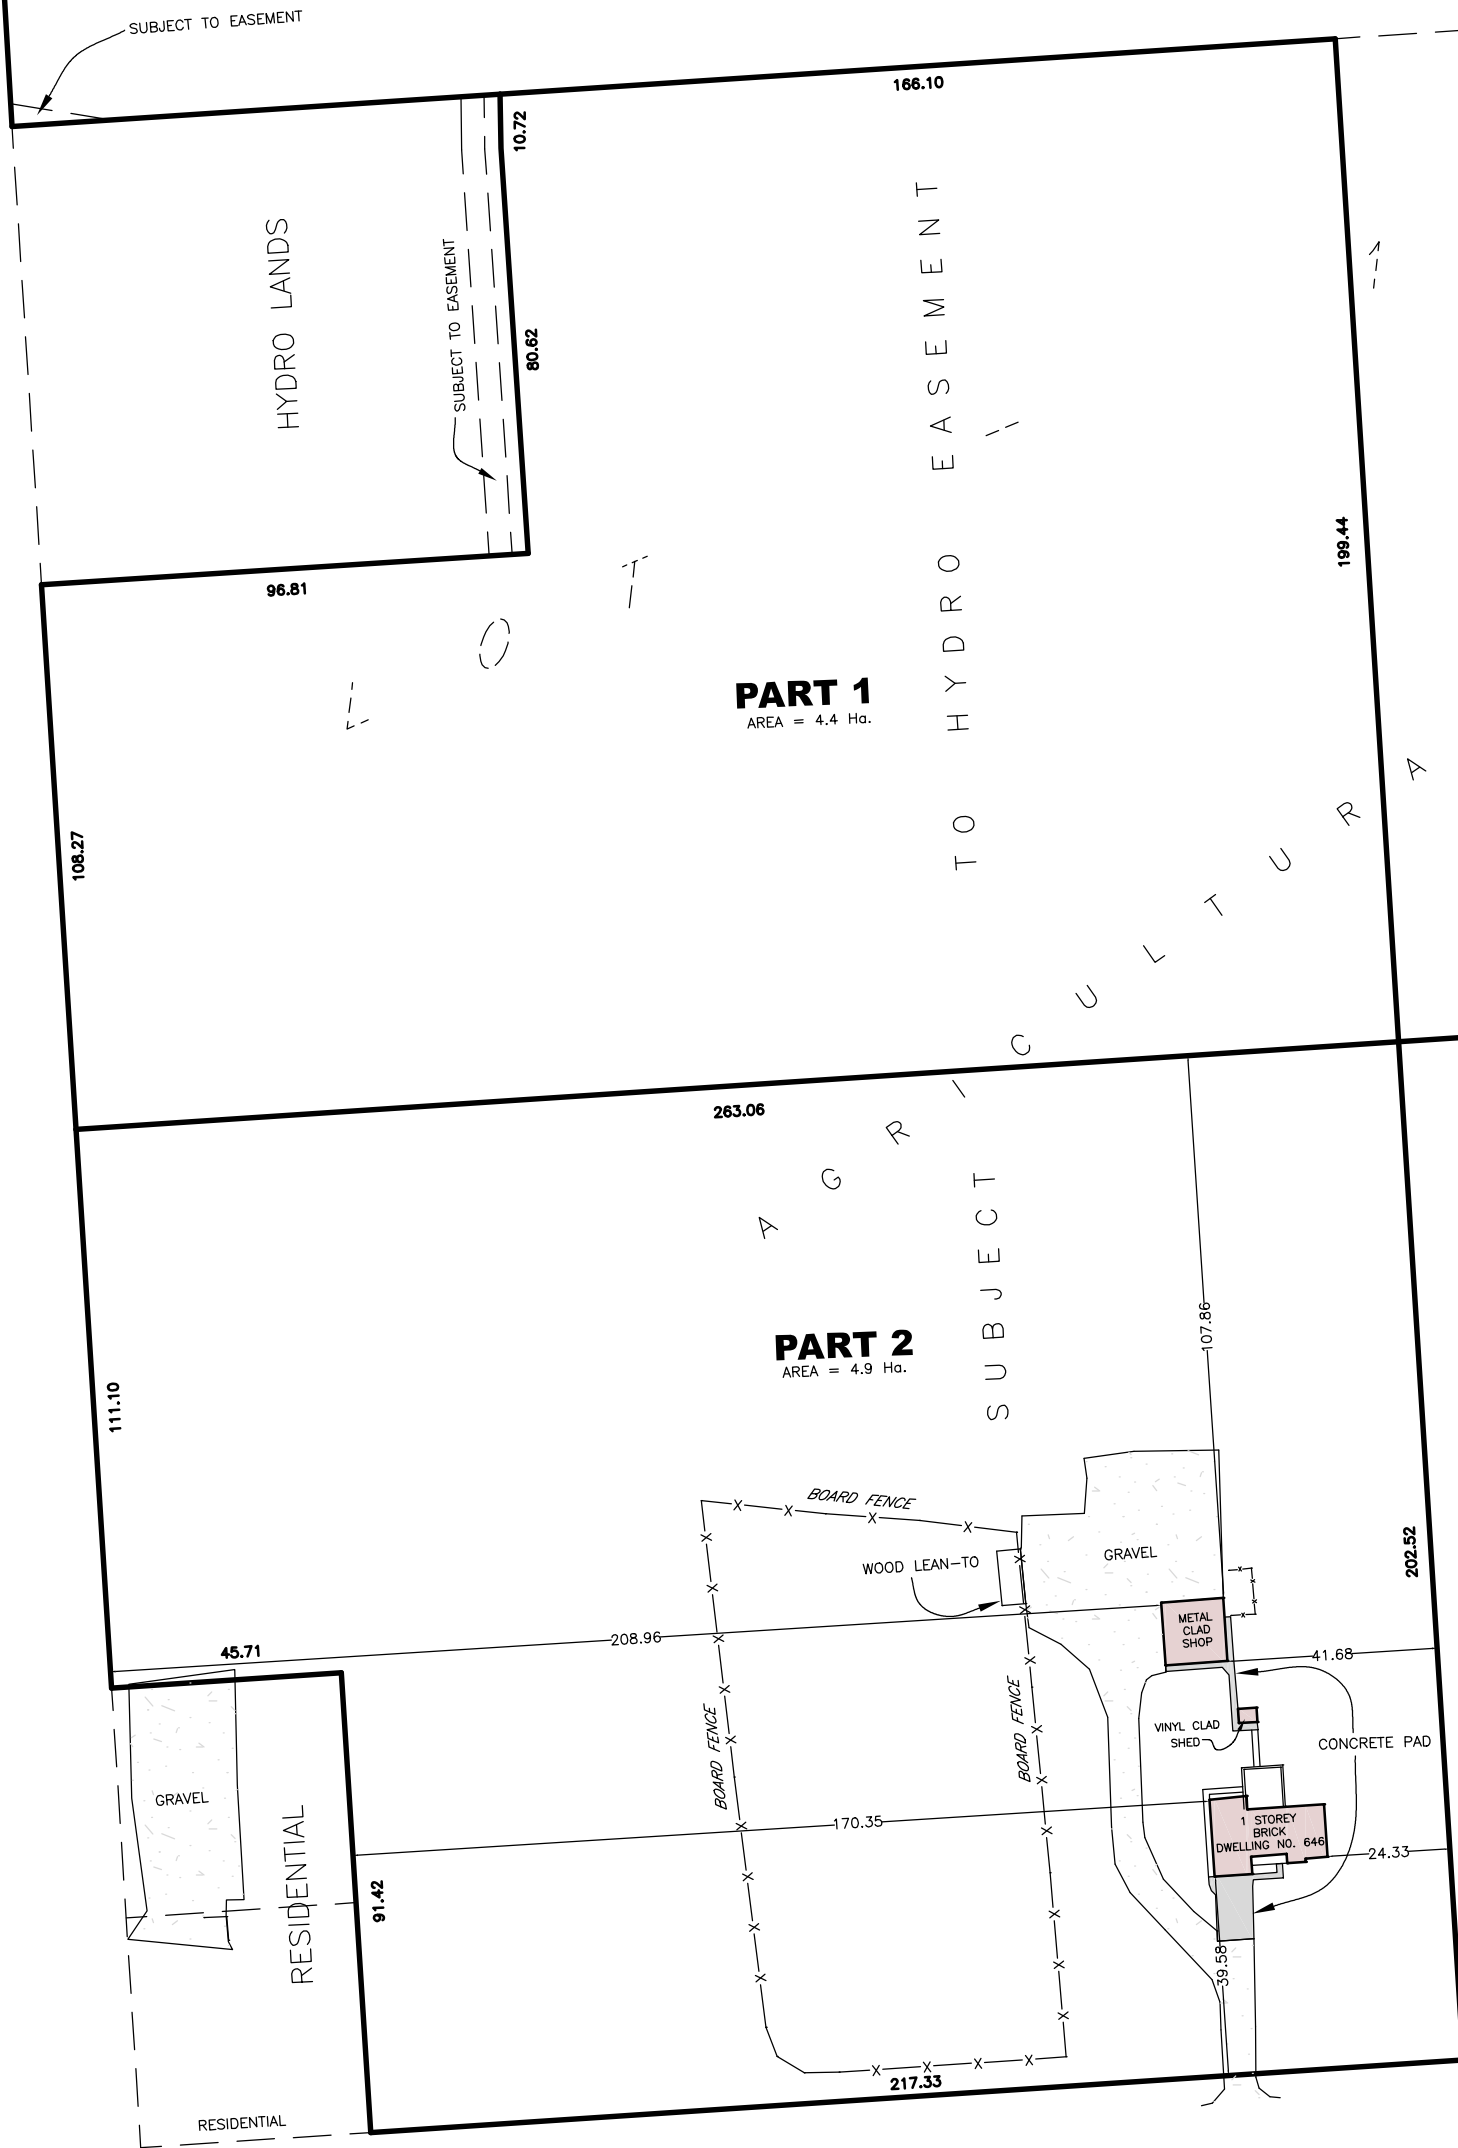 SUBJECT TO EASEMENT
166.10
10.72
HYDRO LANDS
SUBJECT TO EASEMENT
80.62
SUBJECT TO HYDRO EASEMENT
1
199.44
96.81
LOT
PART 1
AREA = 4.4 Ha.
108.27
AGRICULTURA
263.06
PART 2
AREA = 4.9 Ha.
107.86
111.10
BOARD FENCE
WOOD LEAN-TO
GRAVEL
202.52
METAL
CLAD
SHOP
208.96
45.71
41.68
BOARD FENCE
BOARD FENCE
VINYL CLAD
SHED
CONCRETE PAD
GRAVEL
RESIDENTIAL
170.35
1 STOREY
BRICK
DWELLING NO. 646
24.33
91.42
39.58
217.33
RESIDENTIAL